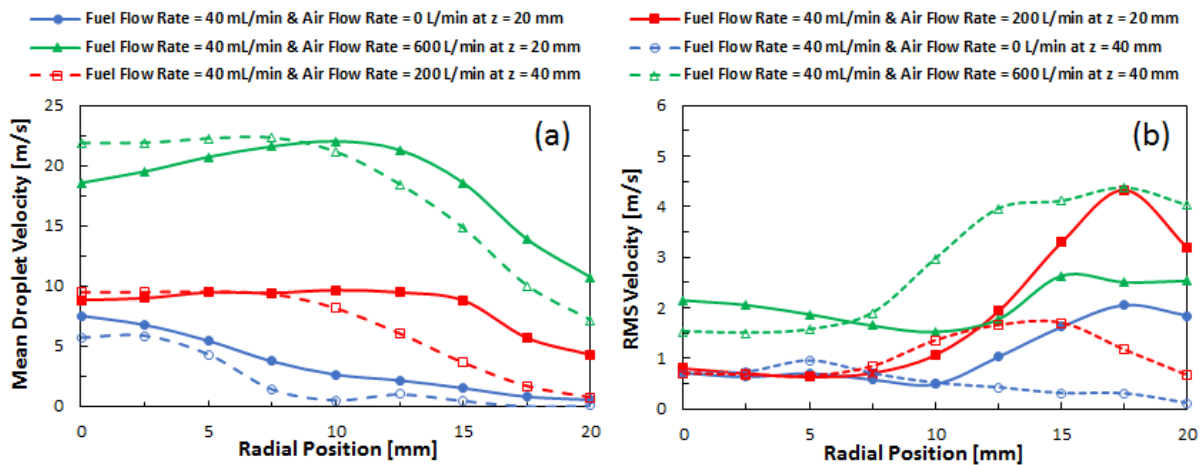 Fuel Flow Rate = 40 mL/min & Air Flow Rate = 0 L/min at z = 20 mm
Fuel Flow Rate = 40 mL/min & Air Flow Rate = 200 L/min at z = 20 mm
Fuel Flow Rate = 40 mL/min & Air Flow Rate = 600 L/min at z = 20 mm
Fuel Flow Rate = 40 mL/min & Air Flow Rate = 0 L/min at z = 40 mm
Fuel Flow Rate = 40 mL/min & Air Flow Rate = 200 L/min at z = 40 mm
Fuel Flow Rate = 40 mL/min & Air Flow Rate = 600 L/min at z = 40 mm
Mean Droplet Velocity [m/s]
25
20
15
10
5
0
(a)
0 5 10 15 20
Radial Position [mm]
RMS Velocity [m/s]
6
5
4
3
2
1
0
(b)
0 5 10 15 20
Radial Position [mm]